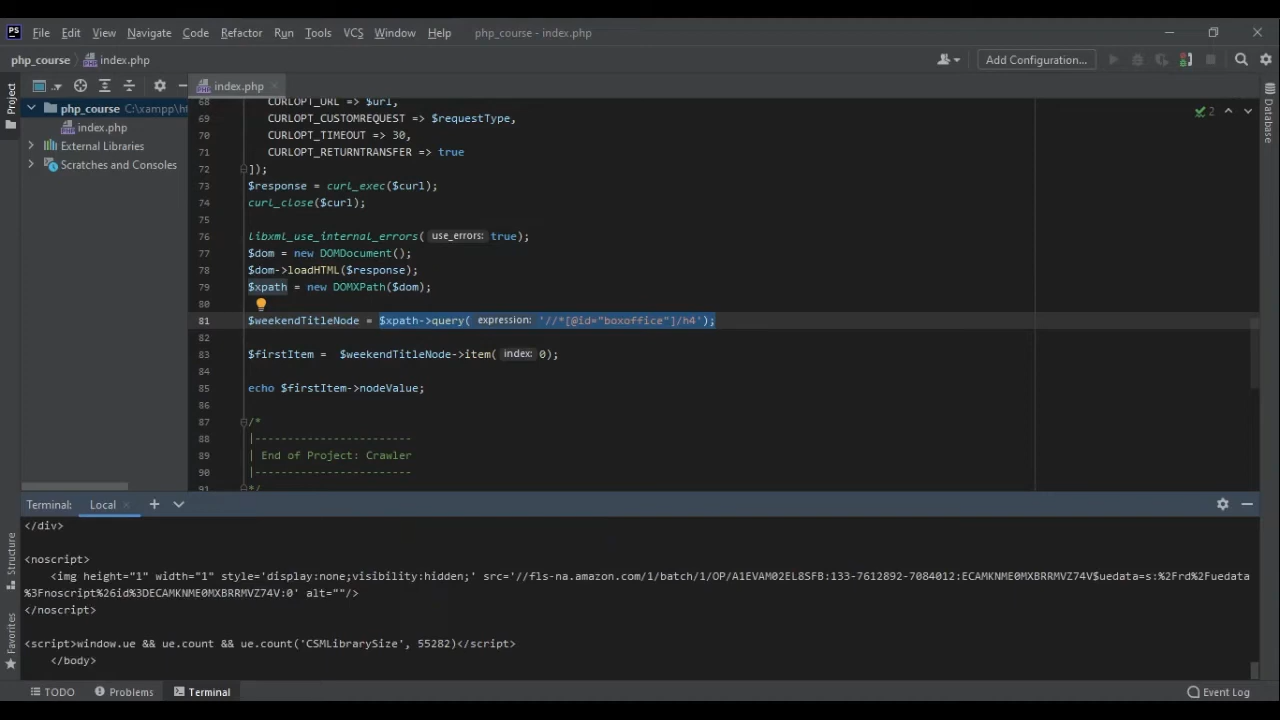 PS File Edit View Navigate Code Refactor Run Tools VCS Window Help php_course - index.php
php_course index.php Add Configuration...
Project index.php
php_course C:\xampp\ht
index.php
External Libraries
Scratches and Consoles
Database
2
68 CURLOPT_URL => $url,
69 CURLOPT_CUSTOMREQUEST => $requestType,
70 CURLOPT_TIMEOUT => 30,
71 CURLOPT_RETURNTRANSFER => true
72 ]);
73 $response = curl_exec($curl);
74 curl_close($curl);
75
76 libxml_use_internal_errors( use_errors: true);
77 $dom = new DOMDocument();
78 $dom->loadHTML($response);
79 $xpath = new DOMXPath($dom);
80
81 $weekendTitleNode = $xpath->query( expression: '//*[@id="boxoffice"]/h4');
82
83 $firstItem =  $weekendTitleNode->item( index: 0);
84
85 echo $firstItem->nodeValue;
86
87 /*
88 |------------------------
89 | End of Project: Crawler
90 |------------------------
91 */
Terminal: Local
</div>
<noscript>
<img height="1" width="1" style='display:none;visibility:hidden;' src='//fls-na.amazon.com/1/batch/1/OP/A1EVAM02EL8SFB:133-7612892-7084012:ECAMKNME0MXBRRMVZ74V$uedata=s:%2Frd%2Fuedata
%3Fnoscript%26id%3DECAMKNME0MXBRRMVZ74V:0' alt=""/>
</noscript>
<script>window.ue && ue.count && ue.count('CSMLibrarySize', 55282)</script>
</body>
Structure
Favorites
TODO Problems Terminal Event Log